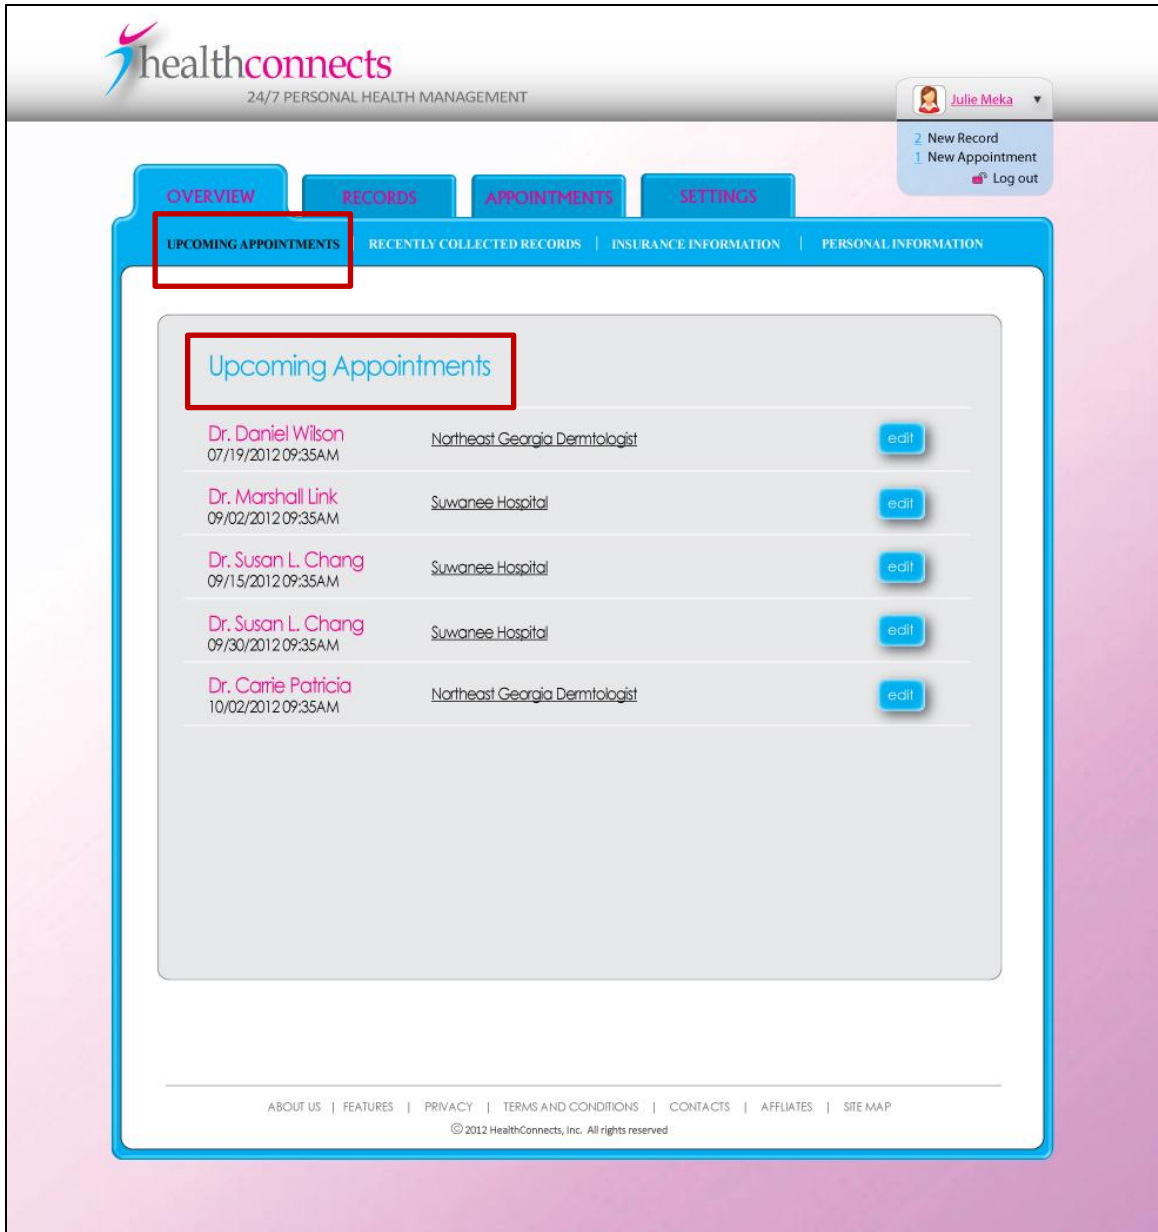 healthconnects
24/7 PERSONAL HEALTH MANAGEMENT
Julie Meka
2 New Record
1 New Appointment
Log out
OVERVIEW
RECORDS
APPOINTMENTS
SETTINGS
UPCOMING APPOINTMENTS | RECENTLY COLLECTED RECORDS | INSURANCE INFORMATION | PERSONAL INFORMATION
Upcoming Appointments
Dr. Daniel Wilson
07/19/2012 09:35AM
Northeast Georgia Dermtologist
edit
Dr. Marshall Link
09/02/2012 09:35AM
Suwanee Hospital
edit
Dr. Susan L. Chang
09/15/2012 09:35AM
Suwanee Hospital
edit
Dr. Susan L. Chang
09/30/2012 09:35AM
Suwanee Hospital
edit
Dr. Carrie Patricia
10/02/2012 09:35AM
Northeast Georgia Dermtologist
edit
ABOUT US | FEATURES | PRIVACY | TERMS AND CONDITIONS | CONTACTS | AFFLIATES | SITE MAP
© 2012 HealthConnects, Inc. All rights reserved